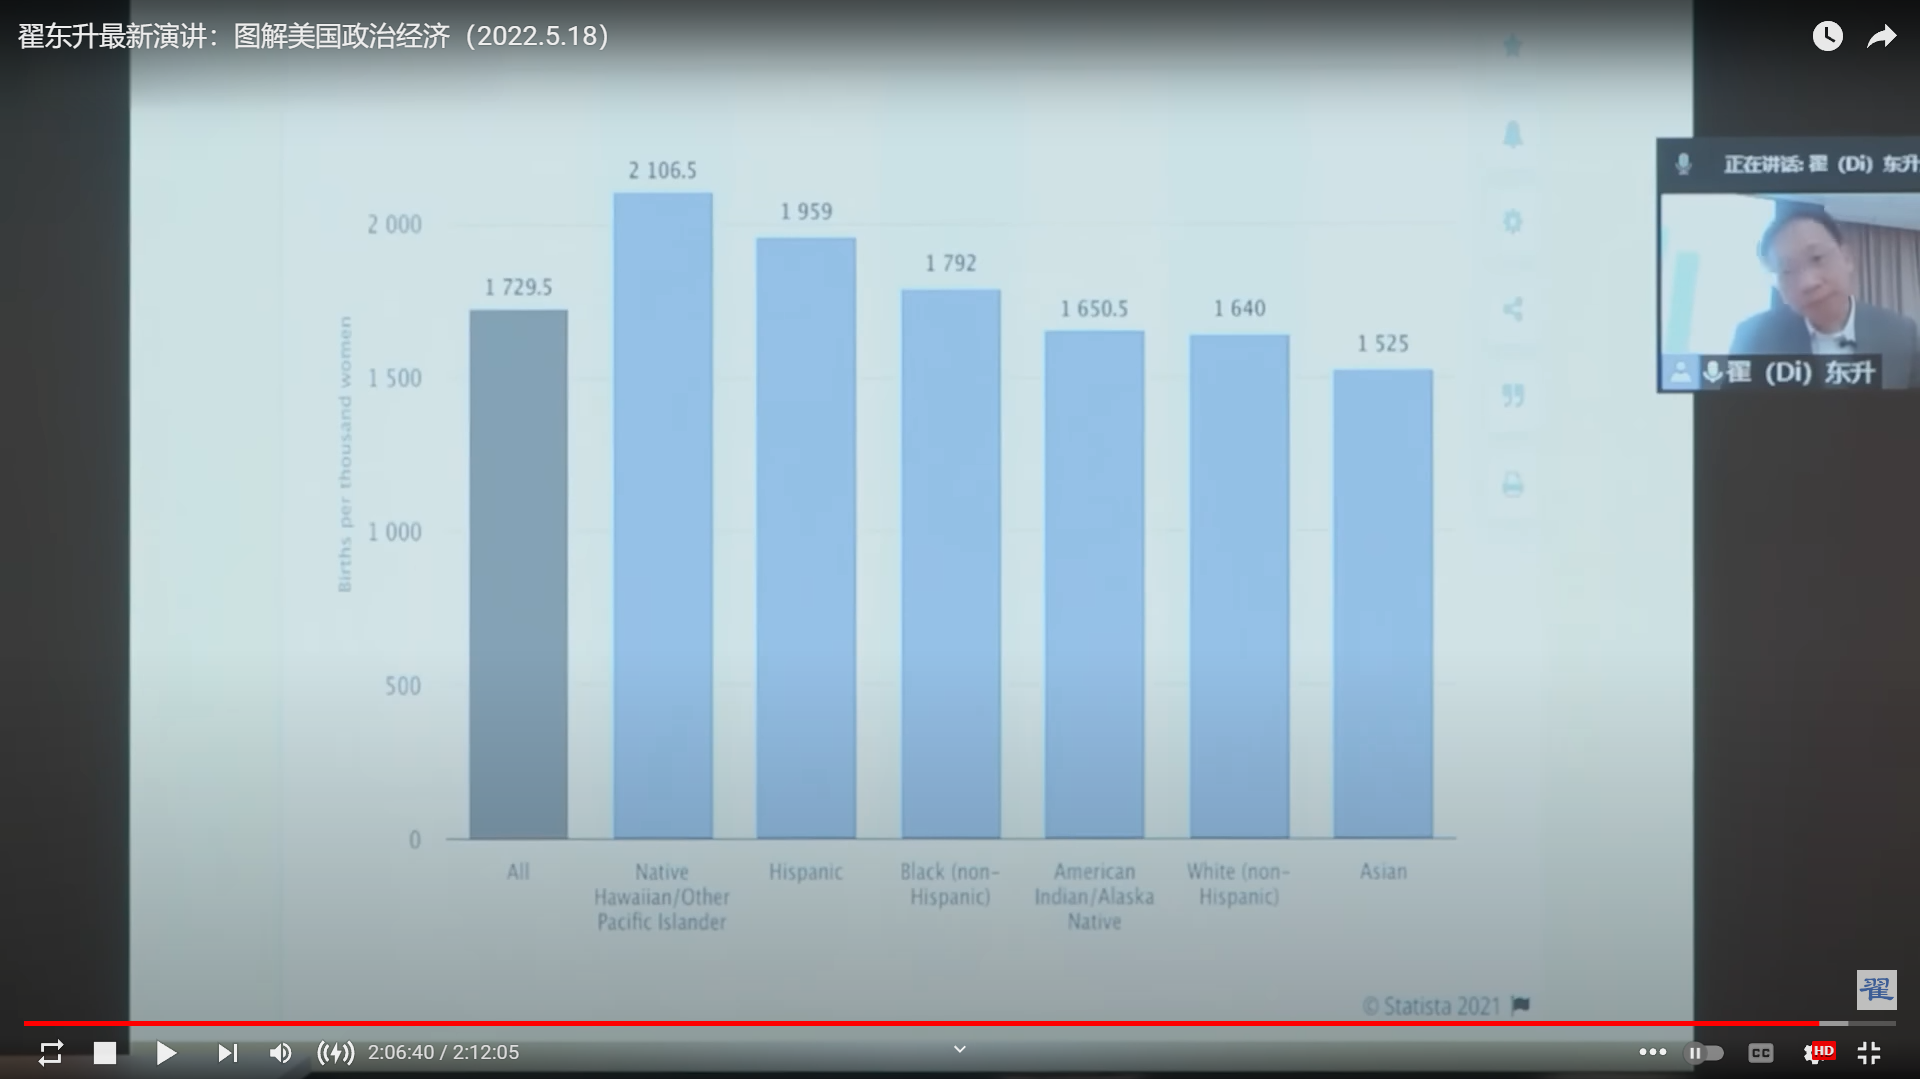 翟东升最新演讲：图解美国政治经济（2022.5.18）
正在讲话: 翟（Di）东升
翟（Di）东升
Births per thousand women
2 000
1 500
1 000
500
0
1 729.5
2 106.5
1 959
1 792
1 650.5
1 640
1 525
All
Native
Hawaiian/Other
Pacific Islander
Hispanic
Black (non-
Hispanic)
American
Indian/Alaska
Native
White (non-
Hispanic)
Asian
© Statista 2021
翟
2:06:40 / 2:12:05
CC
HD